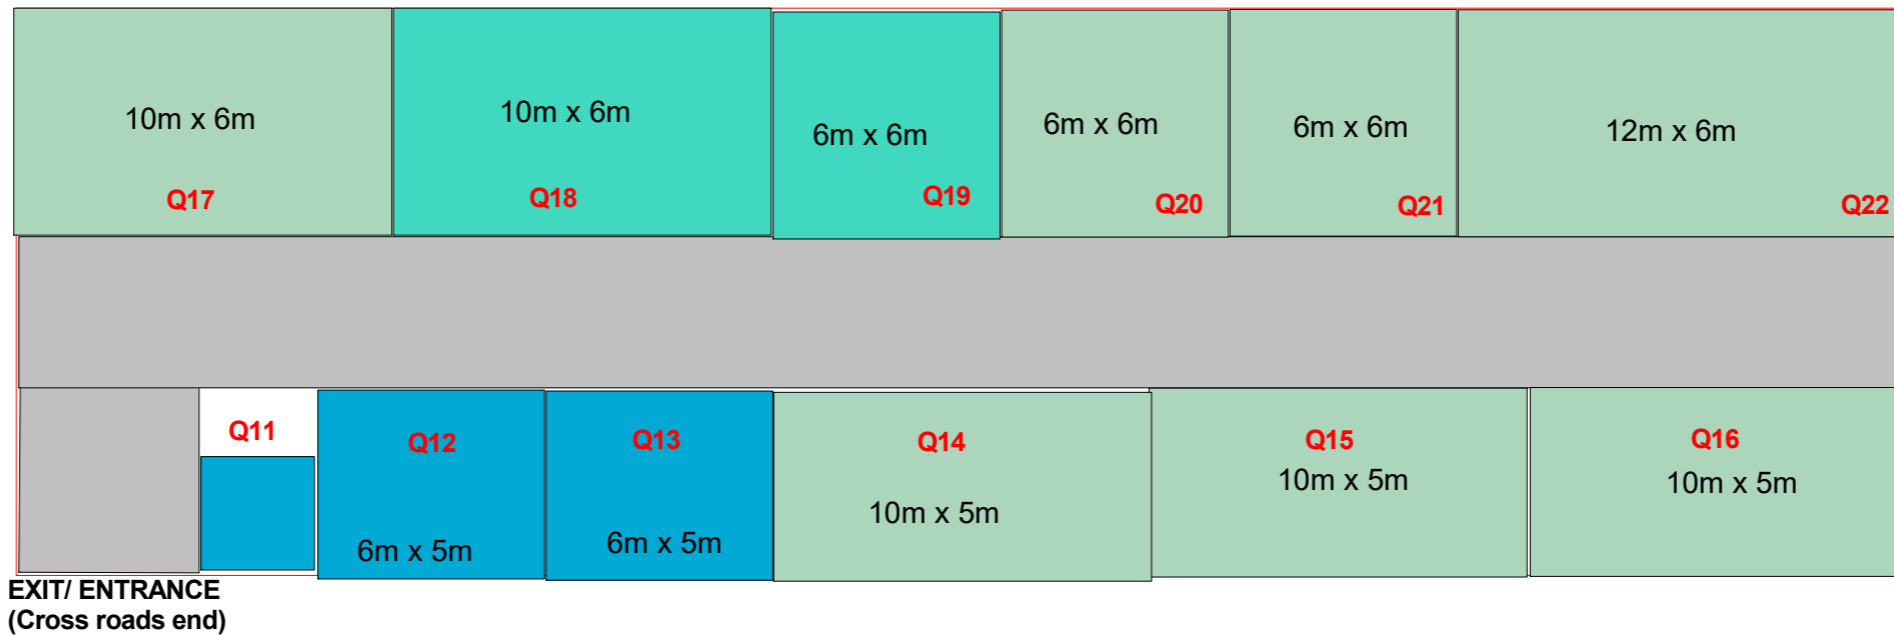 10m x 6m
Q17
10m x 6m
Q18
6m x 6m
Q19
6m x 6m
Q20
6m x 6m
Q21
12m x 6m
Q22
Q11
Q12
6m x 5m
Q13
6m x 5m
Q14
10m x 5m
Q15
10m x 5m
Q16
10m x 5m
EXIT/ ENTRANCE
(Cross roads end)